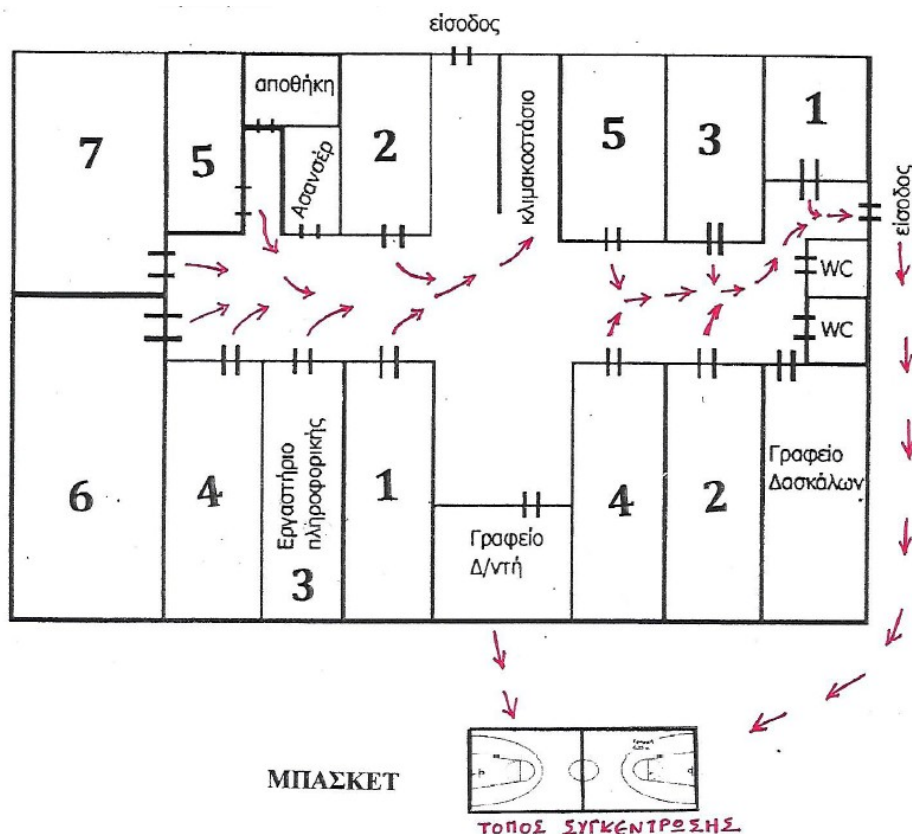 είσοδος
αποθήκη
7
5
Ασανσέρ
2
κλιμακοστάσιο
5
3
1
είσοδος
WC
WC
6
4
Εργαστήριο
πληροφορικής
3
1
Γραφείο
Δ/ντή
4
2
Γραφείο
Δασκάλων
ΜΠΑΣΚΕΤ
ΤΟΠΟΣ ΣΥΓΚΕΝΤΡΩΣΗΣ